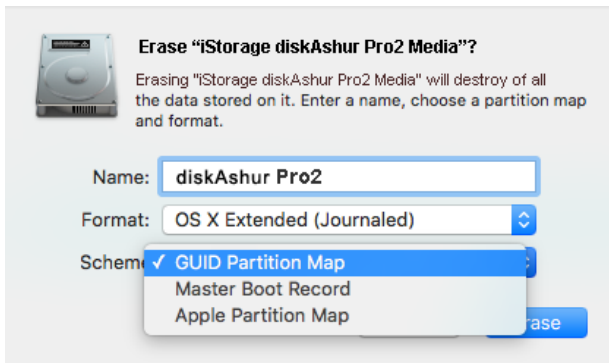 Erase “iStorage diskAshur Pro2 Media”?
Erasing "iStorage diskAshur Pro2 Media" will destroy of all
the data stored on it. Enter a name, choose a partition map
and format.
Name: diskAshur Pro2
Format: OS X Extended (Journaled)
Scheme ✓ GUID Partition Map
Master Boot Record
Apple Partition Map